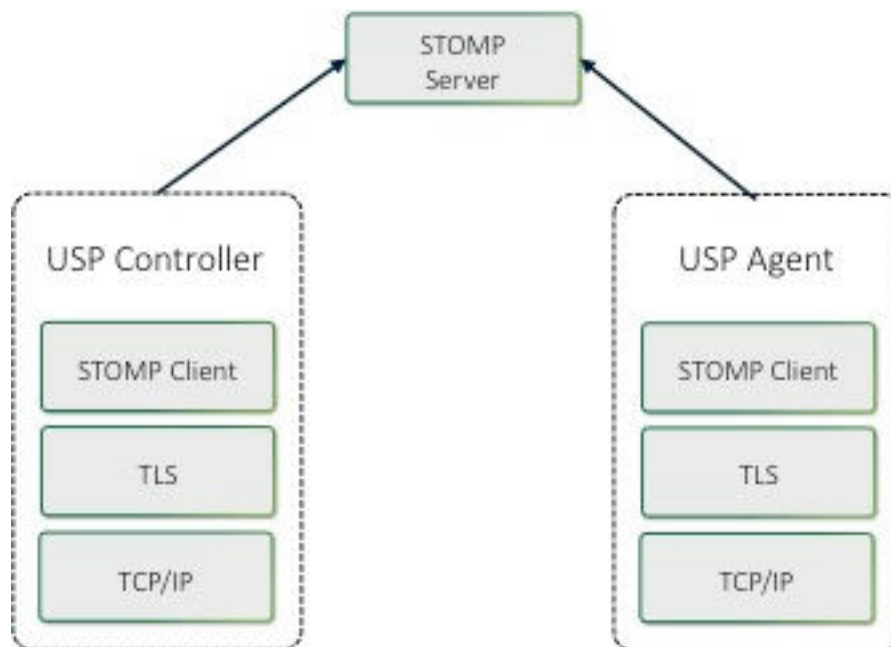 STOMP
Server
USP Controller
STOMP Client
TLS
TCP/IP
USP Agent
STOMP Client
TLS
TCP/IP